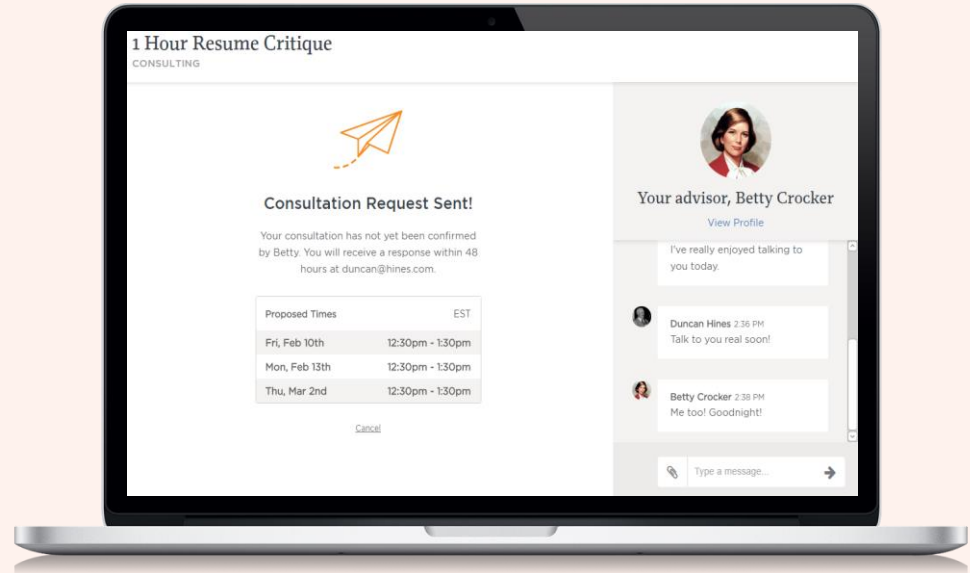 1 Hour Resume Critique
CONSULTING
Consultation Request Sent!
Your consultation has not yet been confirmed
by Betty. You will receive a response within 48
hours at duncan@hines.com.
Proposed Times EST
Fri, Feb 10th 12:30pm - 1:30pm
Mon, Feb 13th 12:30pm - 1:30pm
Thu, Mar 2nd 12:30pm - 1:30pm
Cancel
Your advisor, Betty Crocker
View Profile
I've really enjoyed talking to
you today.
Duncan Hines 2:36 PM
Talk to you real soon!
Betty Crocker 2:38 PM
Me too! Goodnight!
Type a message...